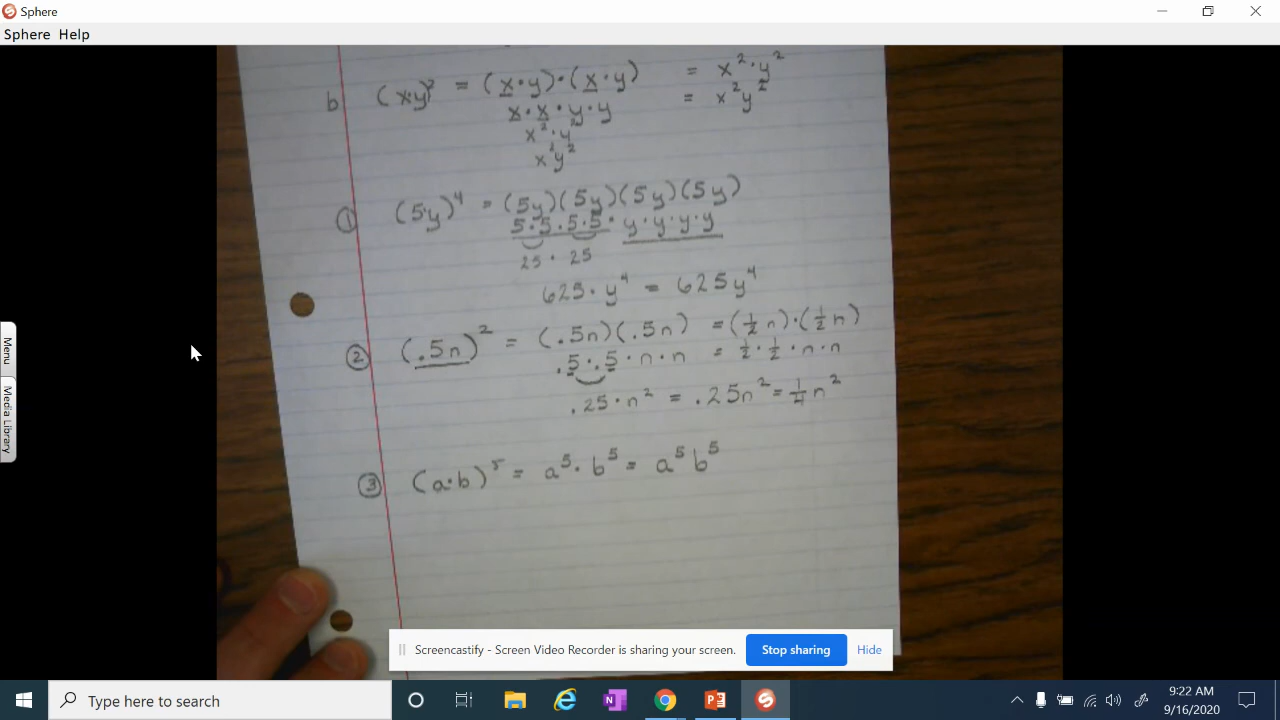 Sphere
Sphere Help
b (x·y)² = (x·y)·(x·y) = x²·y²
x·x·y·y = x²y²
x²·y²
x²y²
① (5y)⁴ = (5y)(5y)(5y)(5y)
5·5·5·5·y·y·y·y
25·25
625·y⁴ = 625y⁴
② (.5n)² = (.5n)(.5n) = (½n)·(½n)
.5·.5·n·n = ½·½·n·n
.25·n² = .25n² = ¼n²
③ (a·b)⁵ = a⁵·b⁵ = a⁵b⁵
Menu
Media Library
Screencastify - Screen Video Recorder is sharing your screen.
Stop sharing
Hide
Type here to search
9:22 AM
9/16/2020